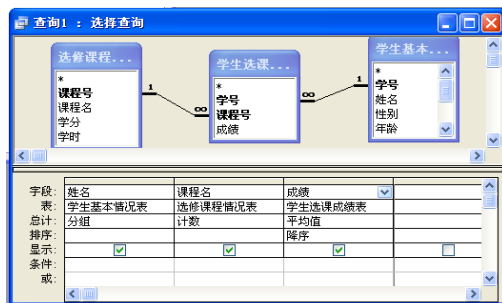 查询1 : 选择查询
选修课程...
*
课程号
课程名
学分
学时
1
∞
学生选课...
*
学号
课程号
成绩
∞
1
学生基本...
*
学号
姓名
性别
年龄
字段: 姓名 课程名 成绩
表: 学生基本情况表 选修课程情况表 学生选课成绩表
总计: 分组 计数 平均值
排序: 降序
显示:
条件:
或: